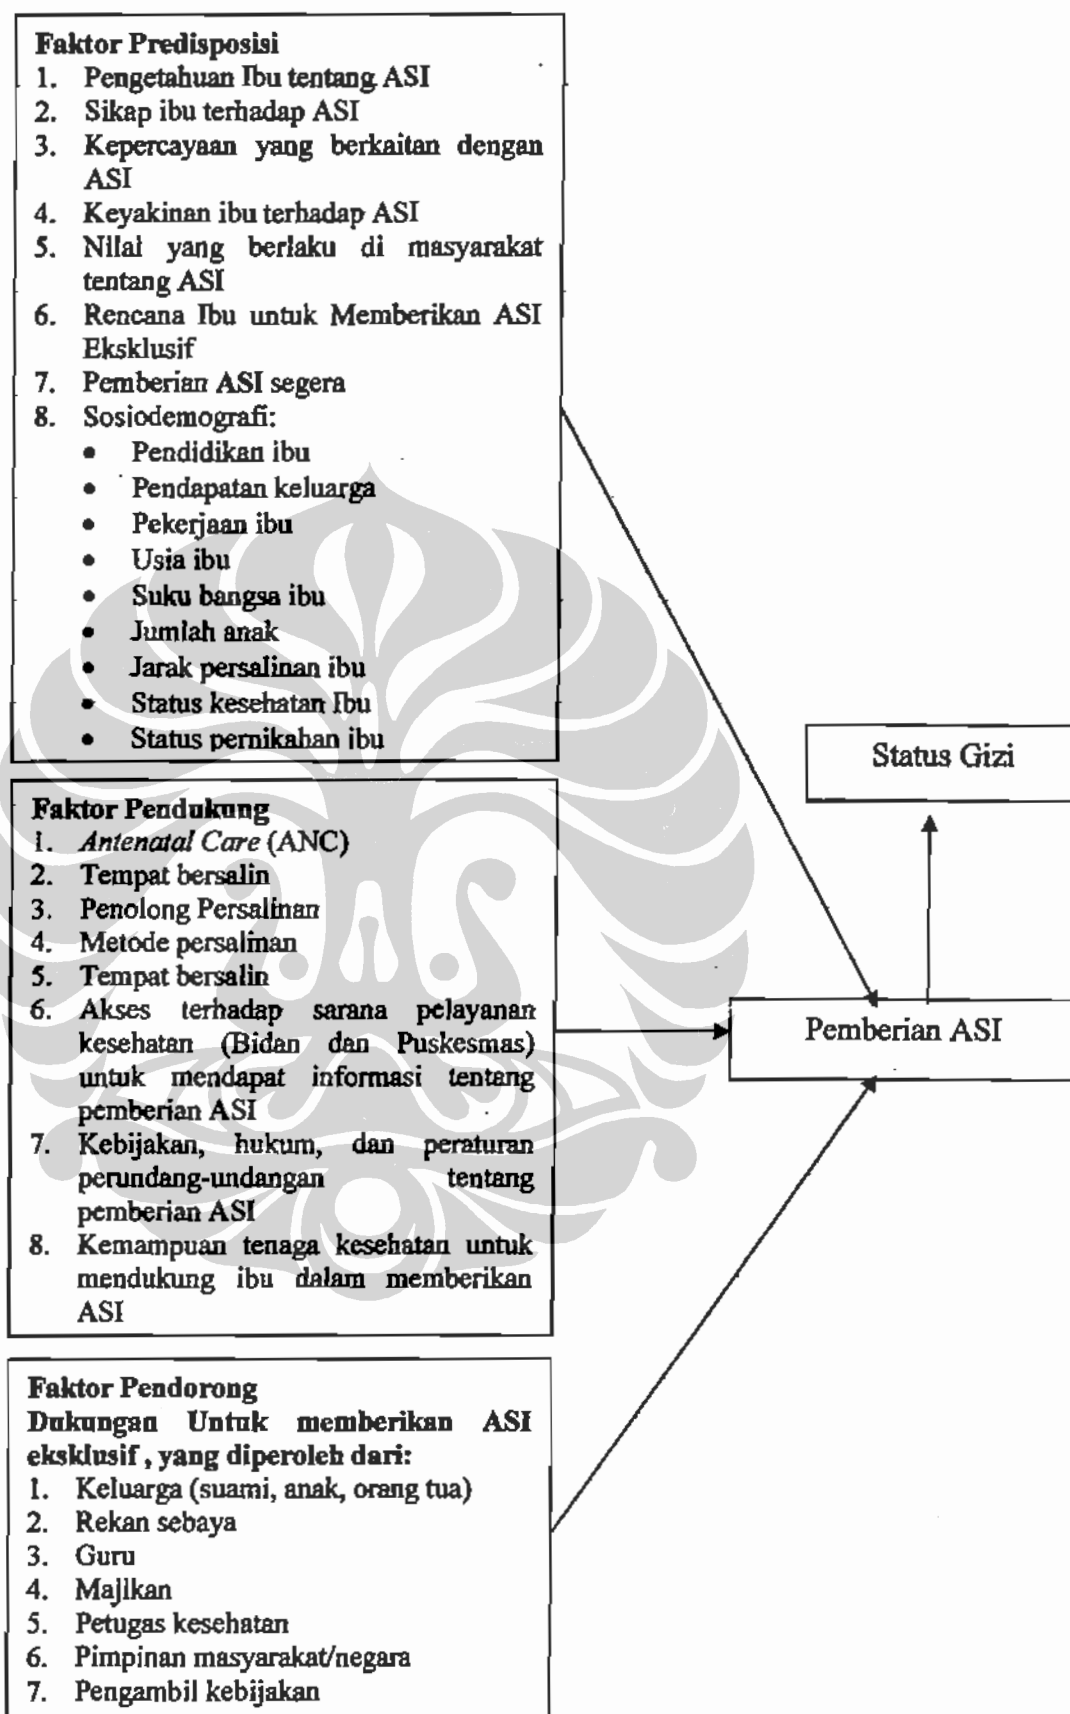 Faktor Predisposisi
1. Pengetahuan Ibu tentang ASI
2. Sikap ibu terhadap ASI
3. Kepercayaan yang berkaitan dengan
ASI
4. Keyakinan ibu terhadap ASI
5. Nilai yang berlaku di masyarakat
tentang ASI
6. Rencana Ibu untuk Memberikan ASI
Eksklusif
7. Pemberian ASI segera
8. Sosiodemografi:
• Pendidikan ibu
• Pendapatan keluarga
• Pekerjaan ibu
• Usia ibu
• Suku bangsa ibu
• Jumlah anak
• Jarak persalinan ibu
• Status kesehatan Ibu
• Status pernikahan ibu
Faktor Pendukung
1. Antenatal Care (ANC)
2. Tempat bersalin
3. Penolong Persalinan
4. Metode persalinan
5. Tempat bersalin
6. Akses terhadap sarana pelayanan
kesehatan (Bidan dan Puskesmas)
untuk mendapat informasi tentang
pemberian ASI
7. Kebijakan, hukum, dan peraturan
perundang-undangan tentang
pemberian ASI
8. Kemampuan tenaga kesehatan untuk
mendukung ibu dalam memberikan
ASI
Faktor Pendorong
Dukungan Untuk memberikan ASI
eksklusif, yang diperoleh dari:
1. Keluarga (suami, anak, orang tua)
2. Rekan sebaya
3. Guru
4. Majikan
5. Petugas kesehatan
6. Pimpinan masyarakat/negara
7. Pengambil kebijakan
Status Gizi
Pemberian ASI